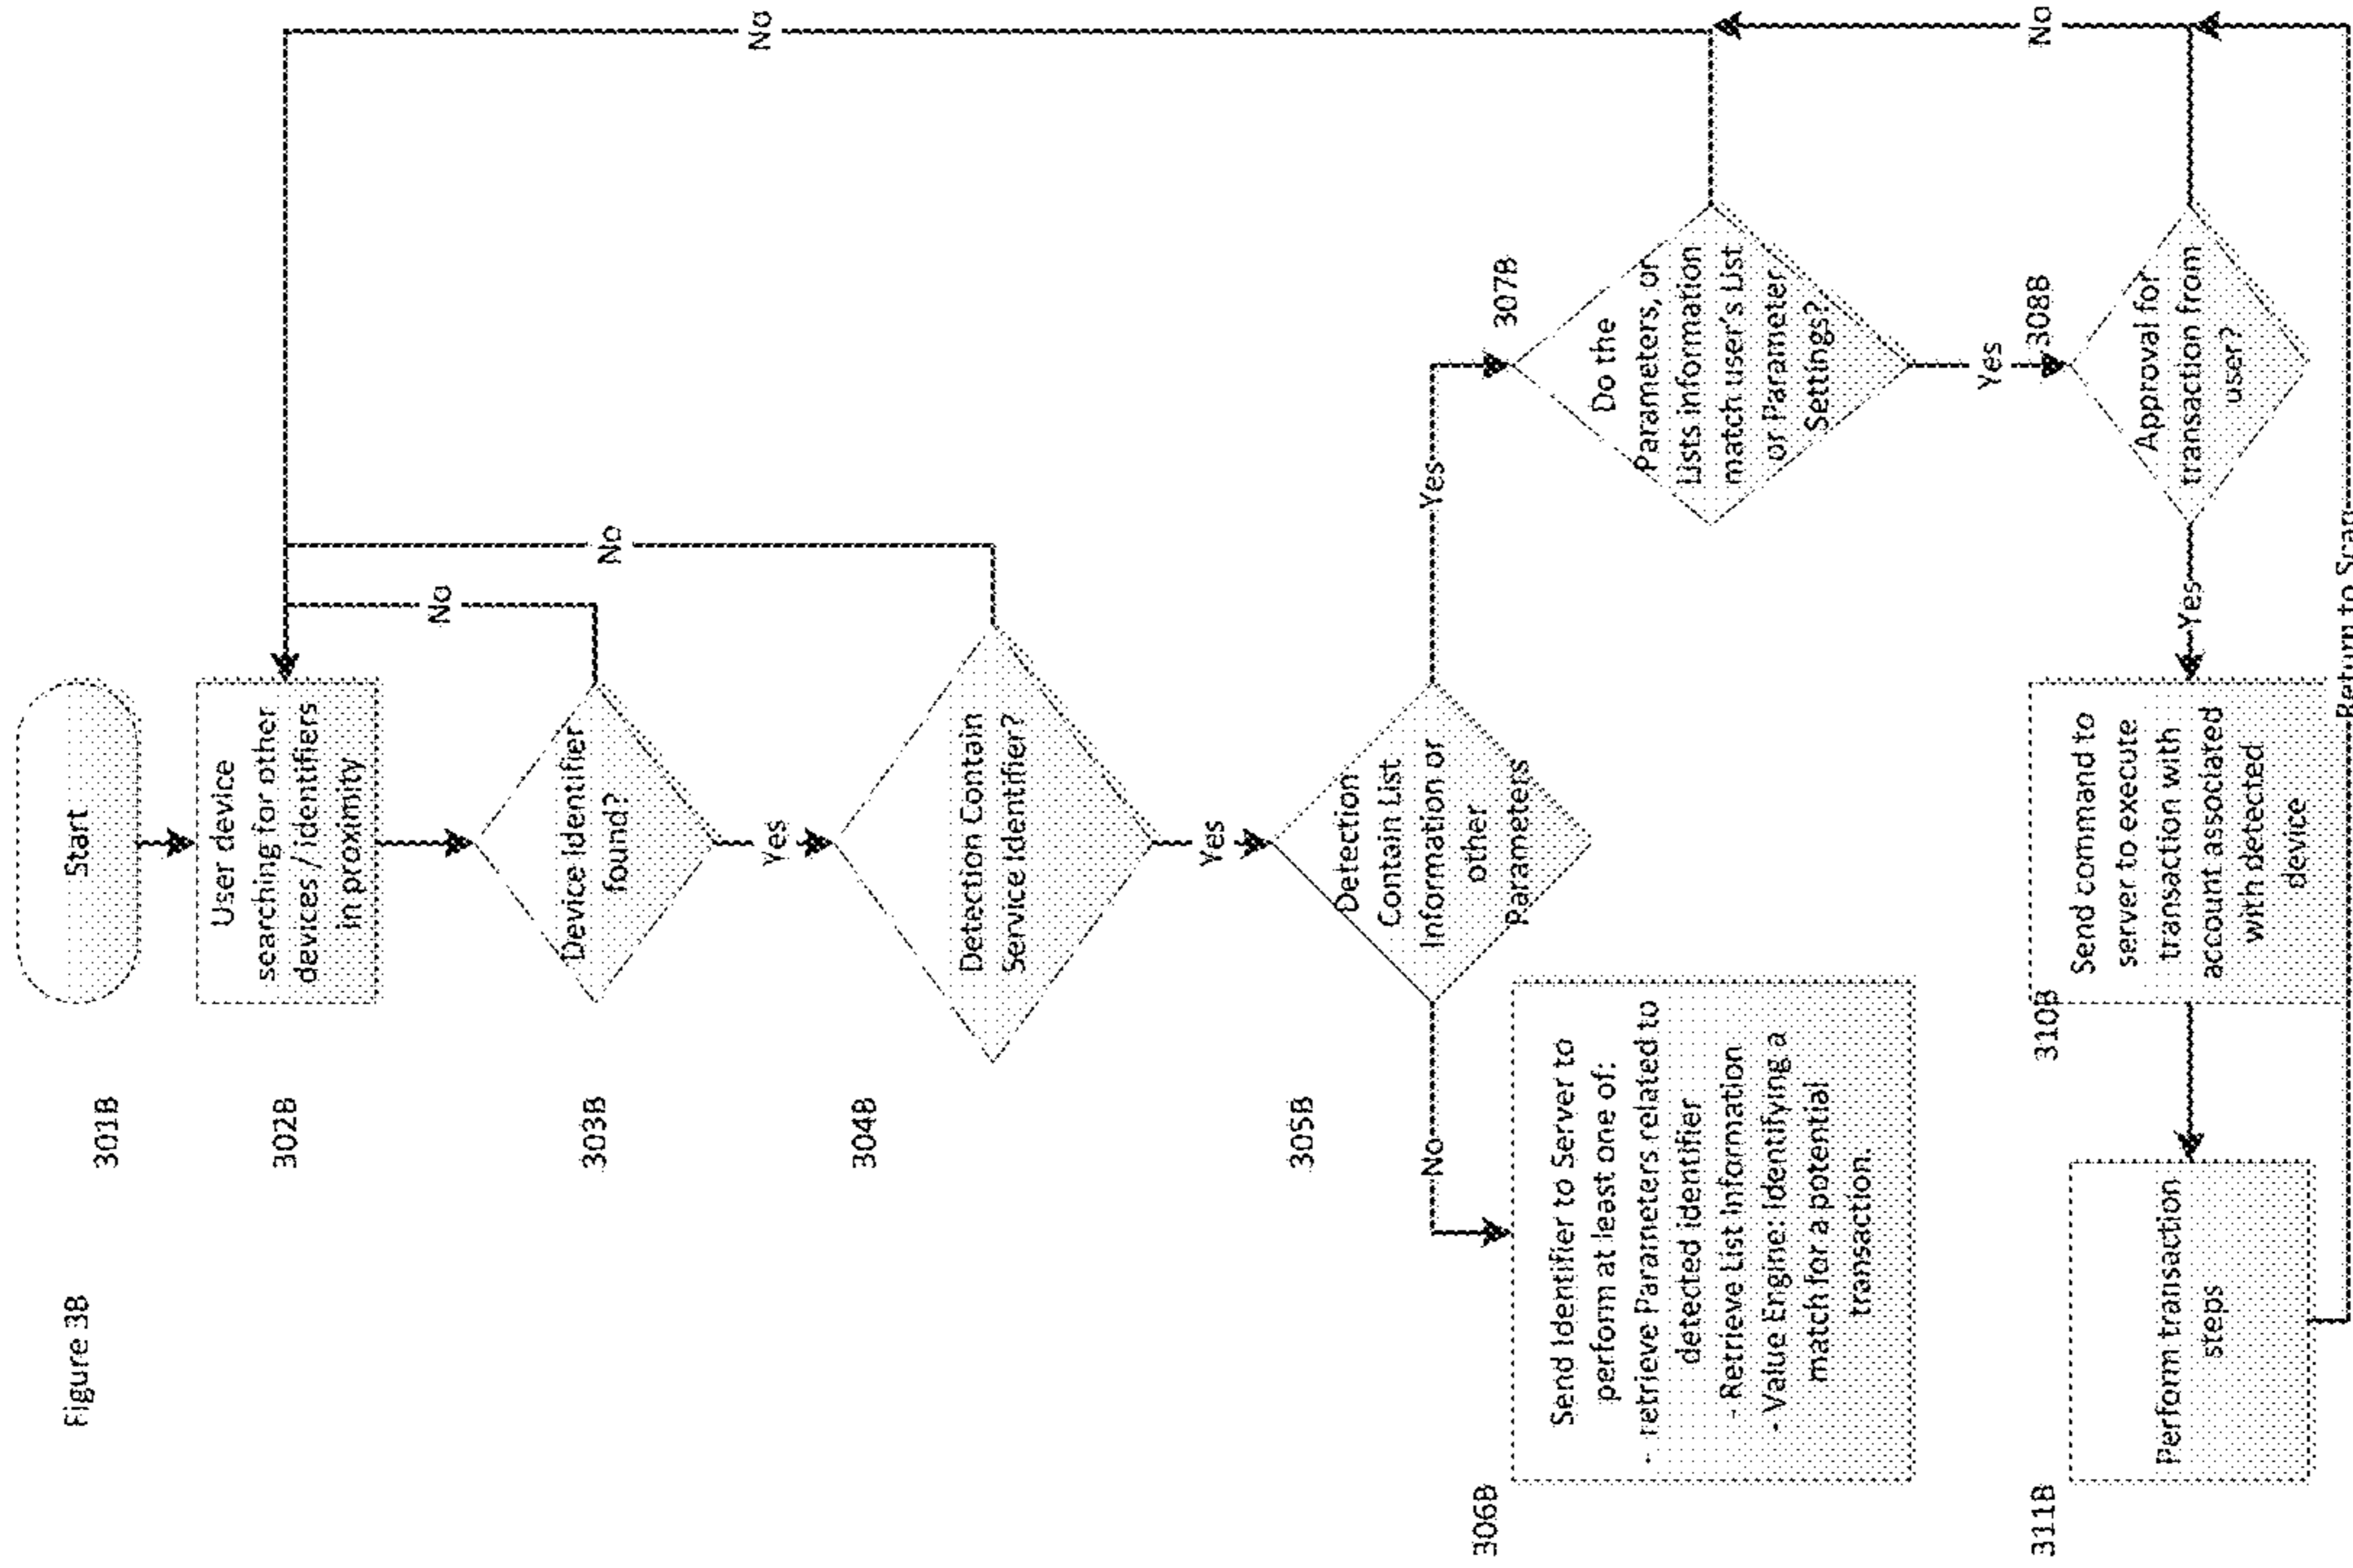 Figure 3B
301B
Start
302B
User device
searching for other
devices / identifiers
in proximity
No
303B
Device Identifier
found?
No
Yes
304B
Detection Contain
Service Identifier?
No
Yes
305B
Detection
Contain List
Information or
other
Parameters
No
Yes
306B
Send Identifier to Server to
perform at least one of:
- retrieve Parameters related to
detected identifier
- Retrieve List Information
- Value Engine: Identifying a
match for a potential
transaction.
307B
Do the
Parameters, or
Lists information
match user's List
or Parameter
Settings?
Yes
No
308B
Approval for
transaction from
user?
Yes
310B
Send command to
server to execute
transaction with
account associated
with detected
device
311B
Perform transaction
steps
Return to Scan